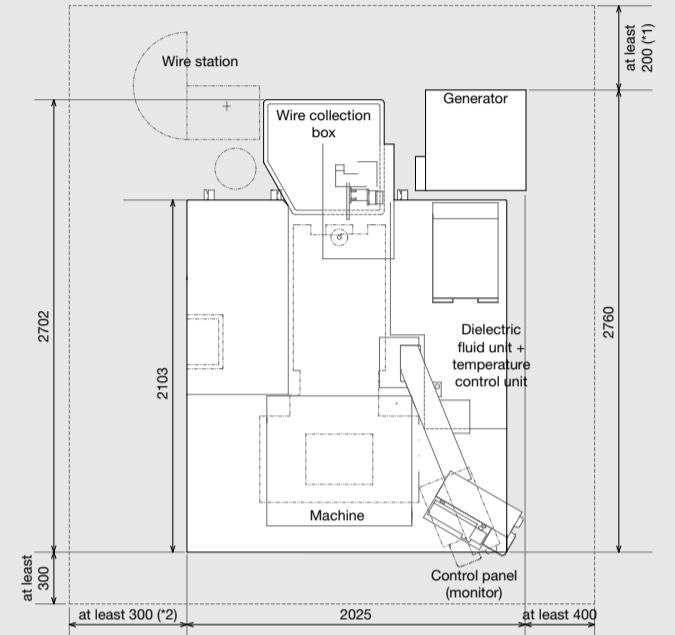 at least
200 (*1)
Wire station
Generator
Wire collection
box
2702
2760
Dielectric
fluid unit +
temperature
control unit
2103
Machine
at least
300
Control panel
(monitor)
at least 300 (*2)
2025
at least 400